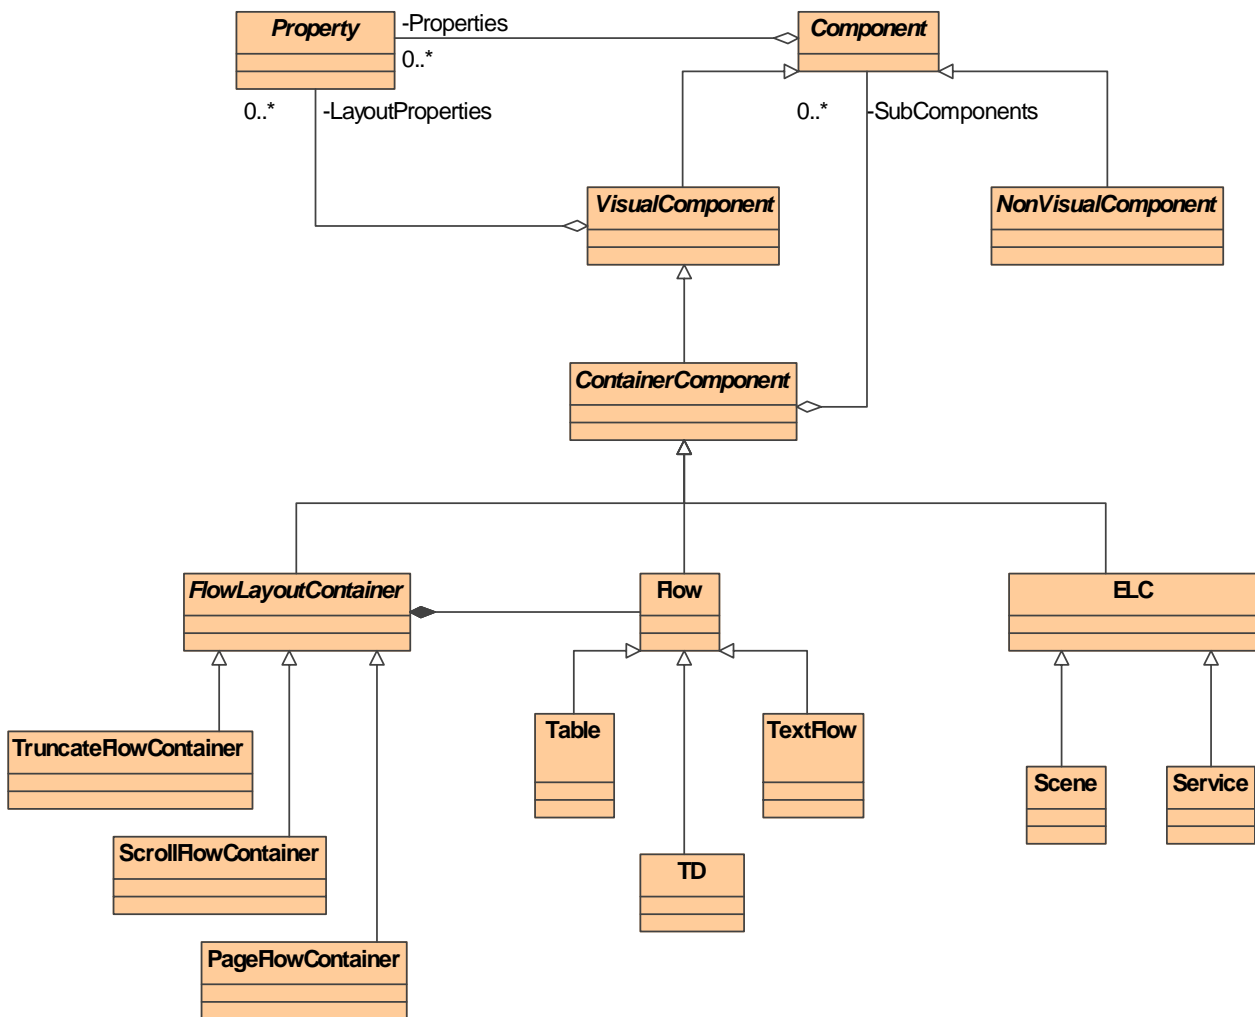 Property
-Properties
Component
0..*
0..*
-LayoutProperties
0..*
-SubComponents
VisualComponent
NonVisualComponent
ContainerComponent
FlowLayoutContainer
Flow
ELC
TruncateFlowContainer
Table
TextFlow
Scene
Service
ScrollFlowContainer
TD
PageFlowContainer